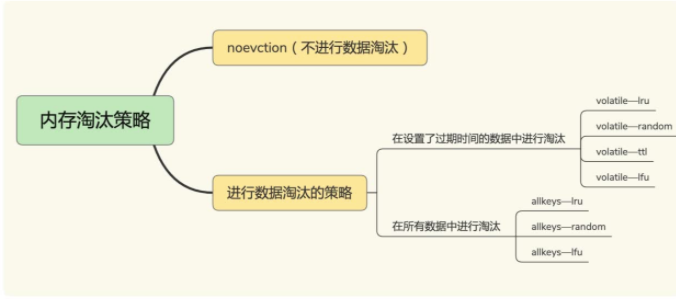 noevction（不进行数据淘汰）
内存淘汰策略
进行数据淘汰的策略
在设置了过期时间的数据中进行淘汰
volatile—lru
volatile—random
volatile—ttl
volatile—lfu
在所有数据中进行淘汰
allkeys—lru
allkeys—random
allkeys—lfu